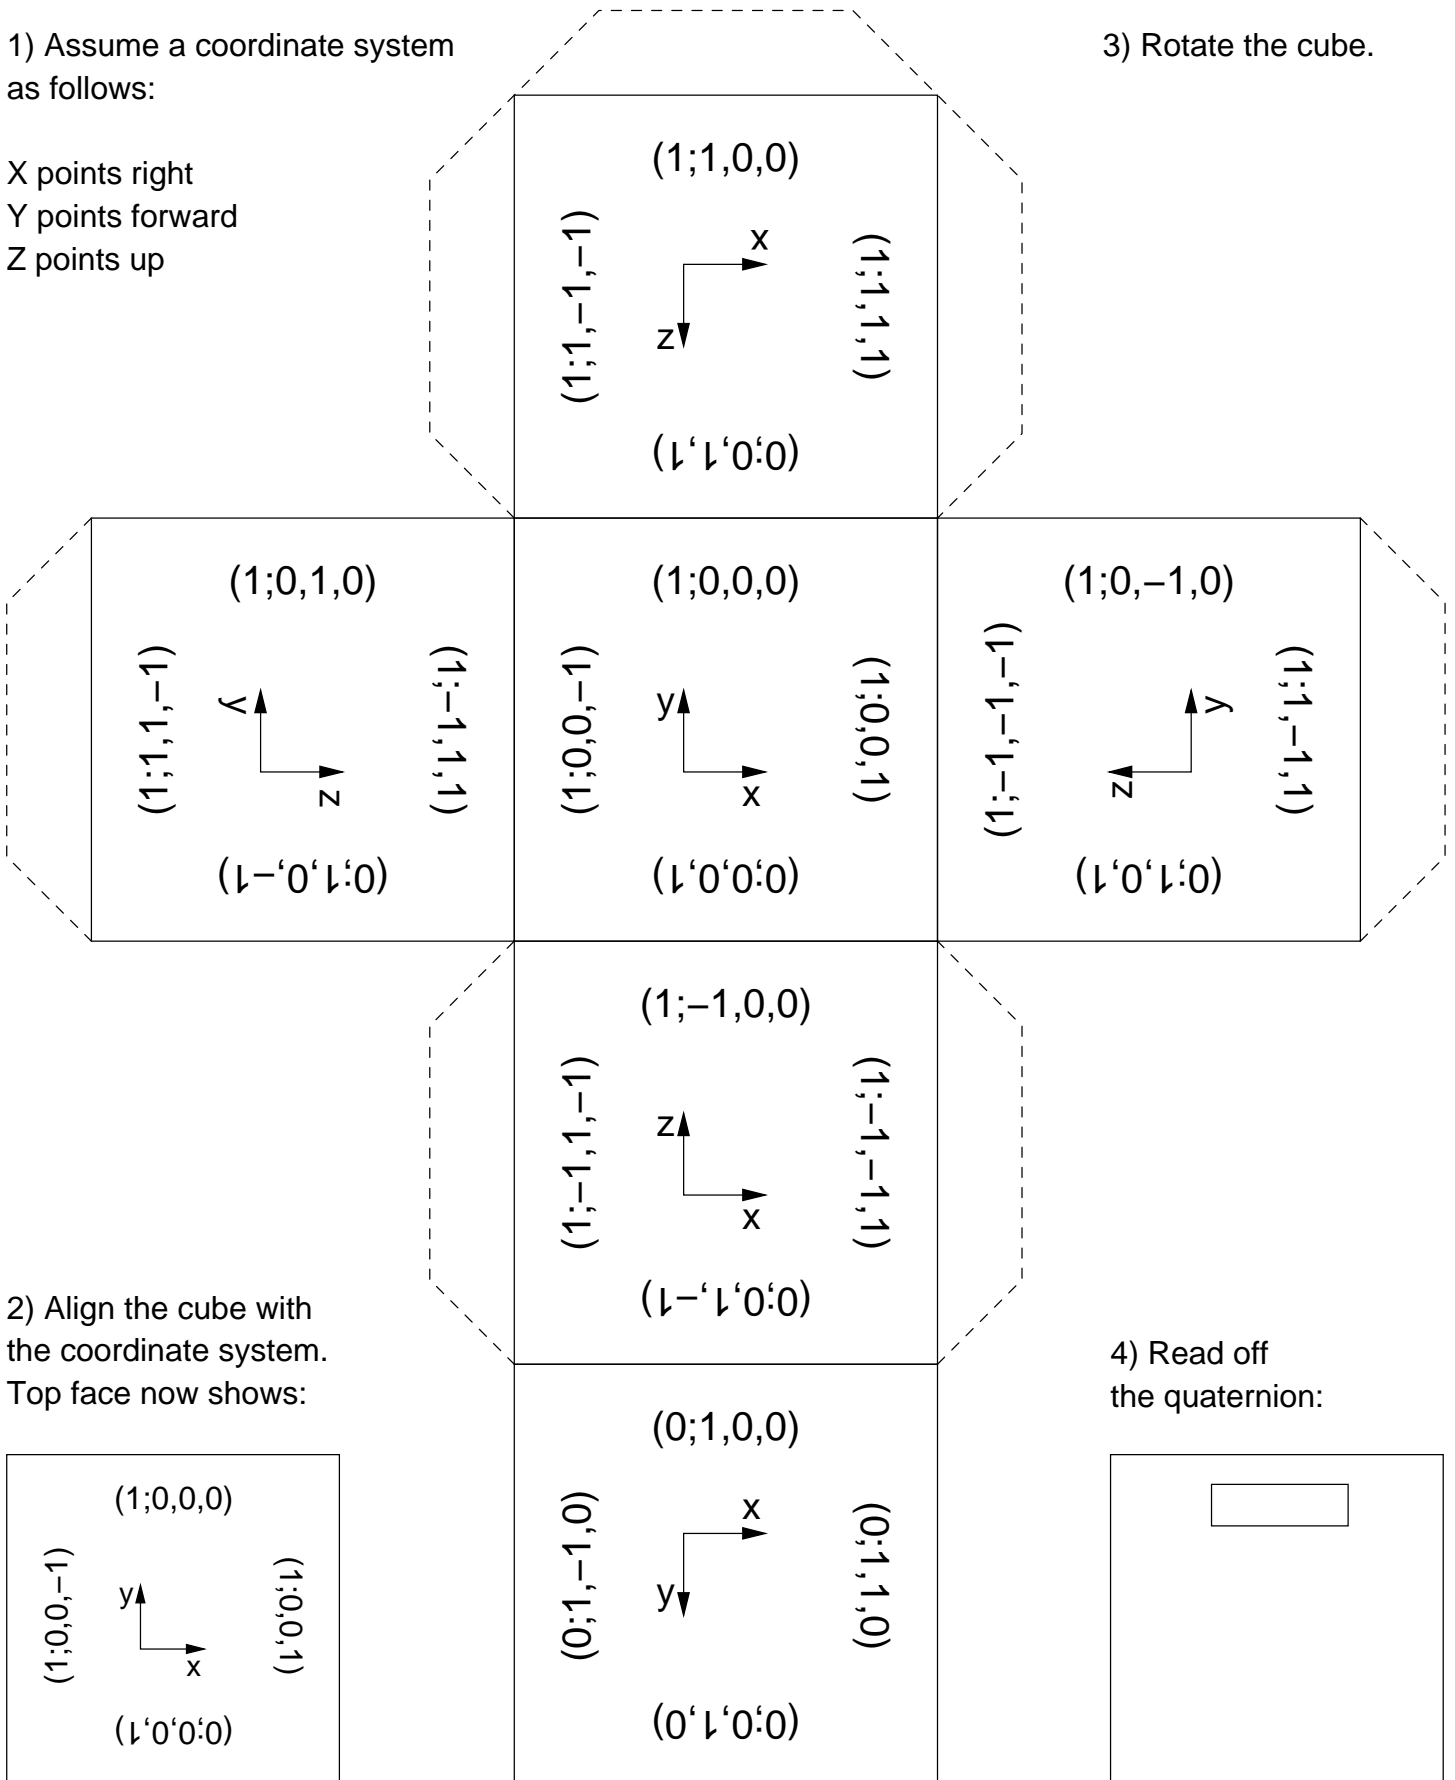 1) Assume a coordinate system
as follows:
X points right
Y points forward
Z points up
3) Rotate the cube.
(1;1,0,0)
(1;1,−1,−1)
x
z
(1;1,1,1)
(0;0,1,1)
(1;0,1,0)
(1;1,1,−1)
y
z
(1;−1,1,1)
(0;1,0,−1)
(1;0,0,0)
(1;0,0,−1)
y
x
(1;0,0,1)
(0;0,0,1)
(1;0,−1,0)
(1;−1,−1,−1)
y
z
(1;1,−1,1)
(0;1,0,1)
(1;−1,0,0)
(1;−1,1,−1)
z
x
(1;−1,−1,1)
(0;0,1,−1)
2) Align the cube with
the coordinate system.
Top face now shows:
(1;0,0,0)
(1;0,0,−1)
y
x
(1;0,0,1)
(0;0,0,1)
(0;1,0,0)
(0;1,−1,0)
x
y
(0;1,1,0)
(0;0,1,0)
4) Read off
the quaternion: